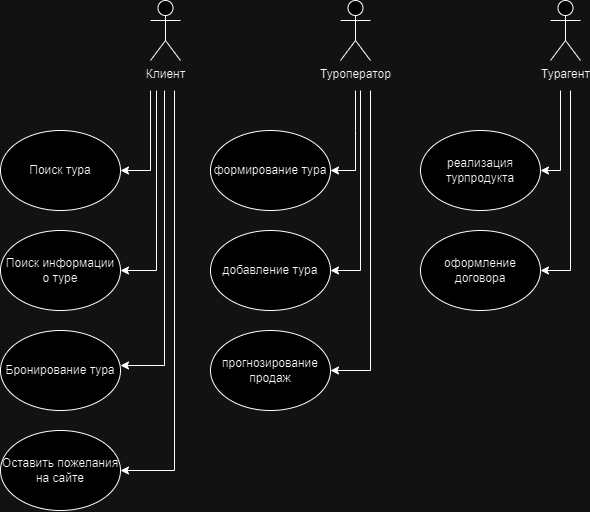 Клиент
Туроператор
Турагент
Поиск тура
формирование тура
реализация
турпродукта
Поиск информации
о туре
добавление тура
оформление
договора
Бронирование тура
прогнозирование
продаж
Оставить пожелания
на сайте